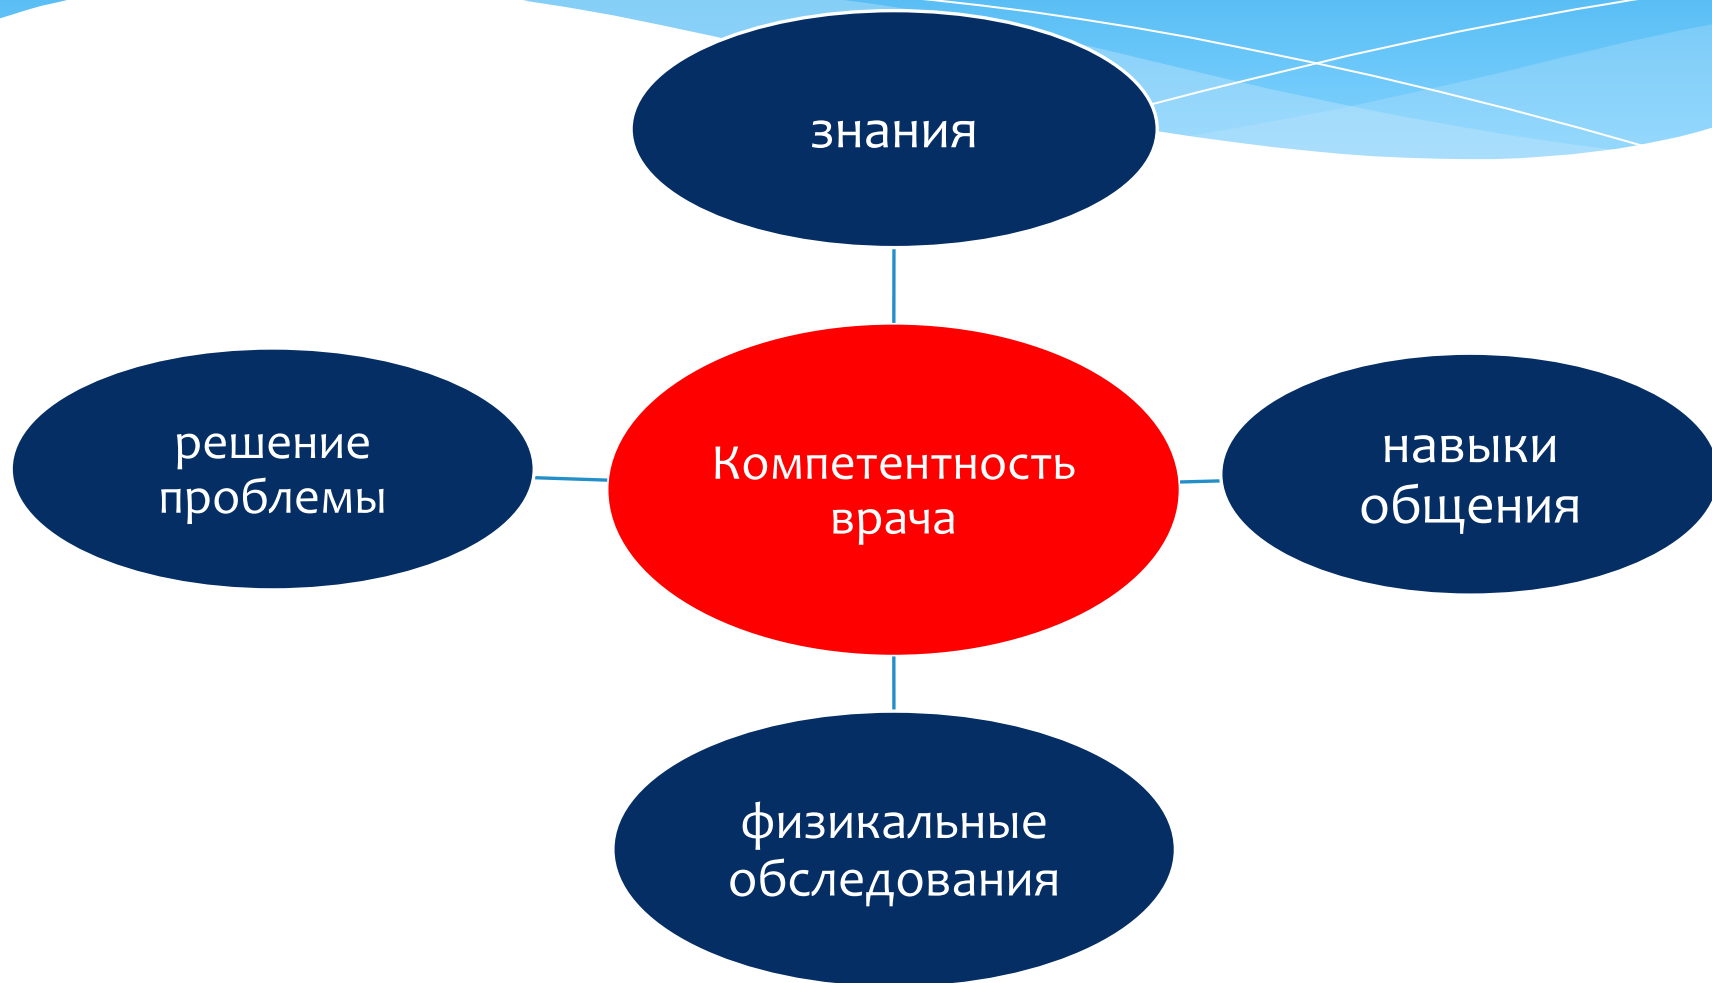 знания
решение
проблемы
Компетентность
врача
навыки
общения
физикальные
обследования